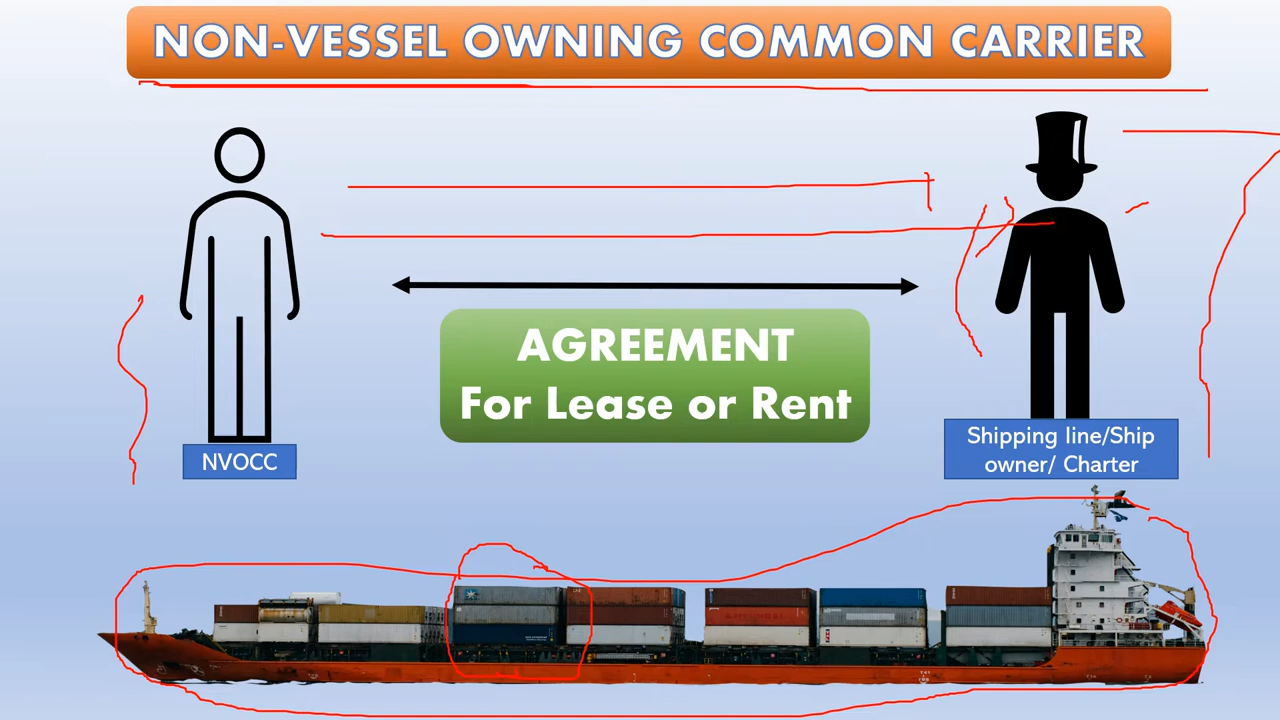 NON-VESSEL OWNING COMMON CARRIER
AGREEMENT
For Lease or Rent
NVOCC
Shipping line/Ship
owner/ Charter